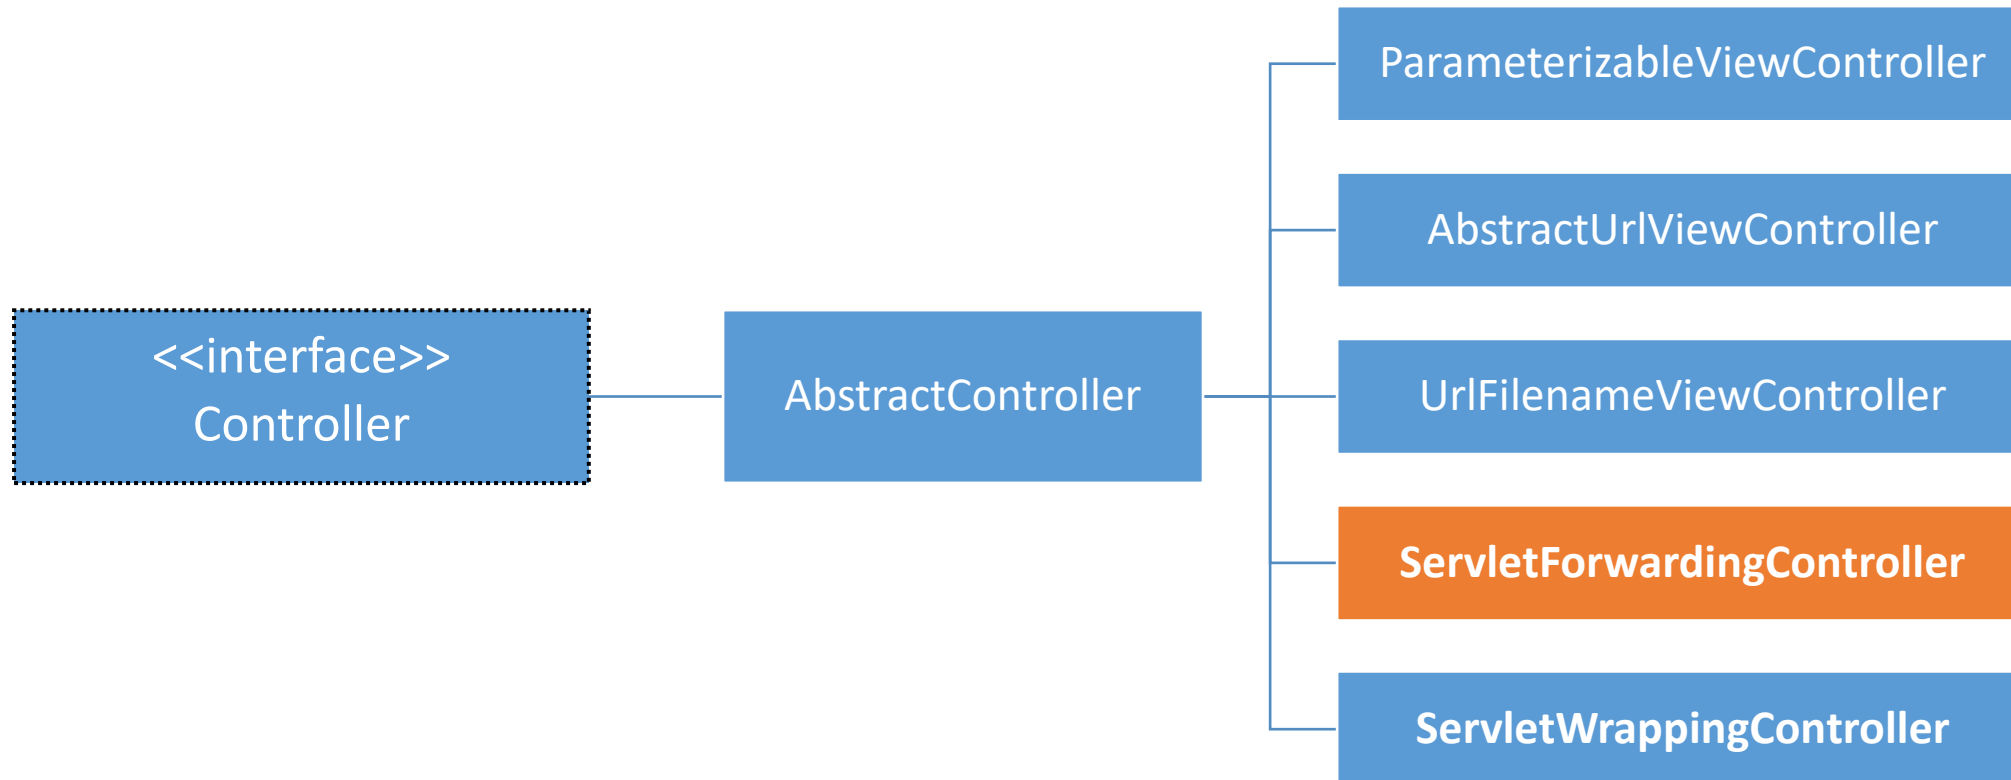 <<interface>>
Controller
AbstractController
ParameterizableViewController
AbstractUrlViewController
UrlFilenameViewController
ServletForwardingController
ServletWrappingController